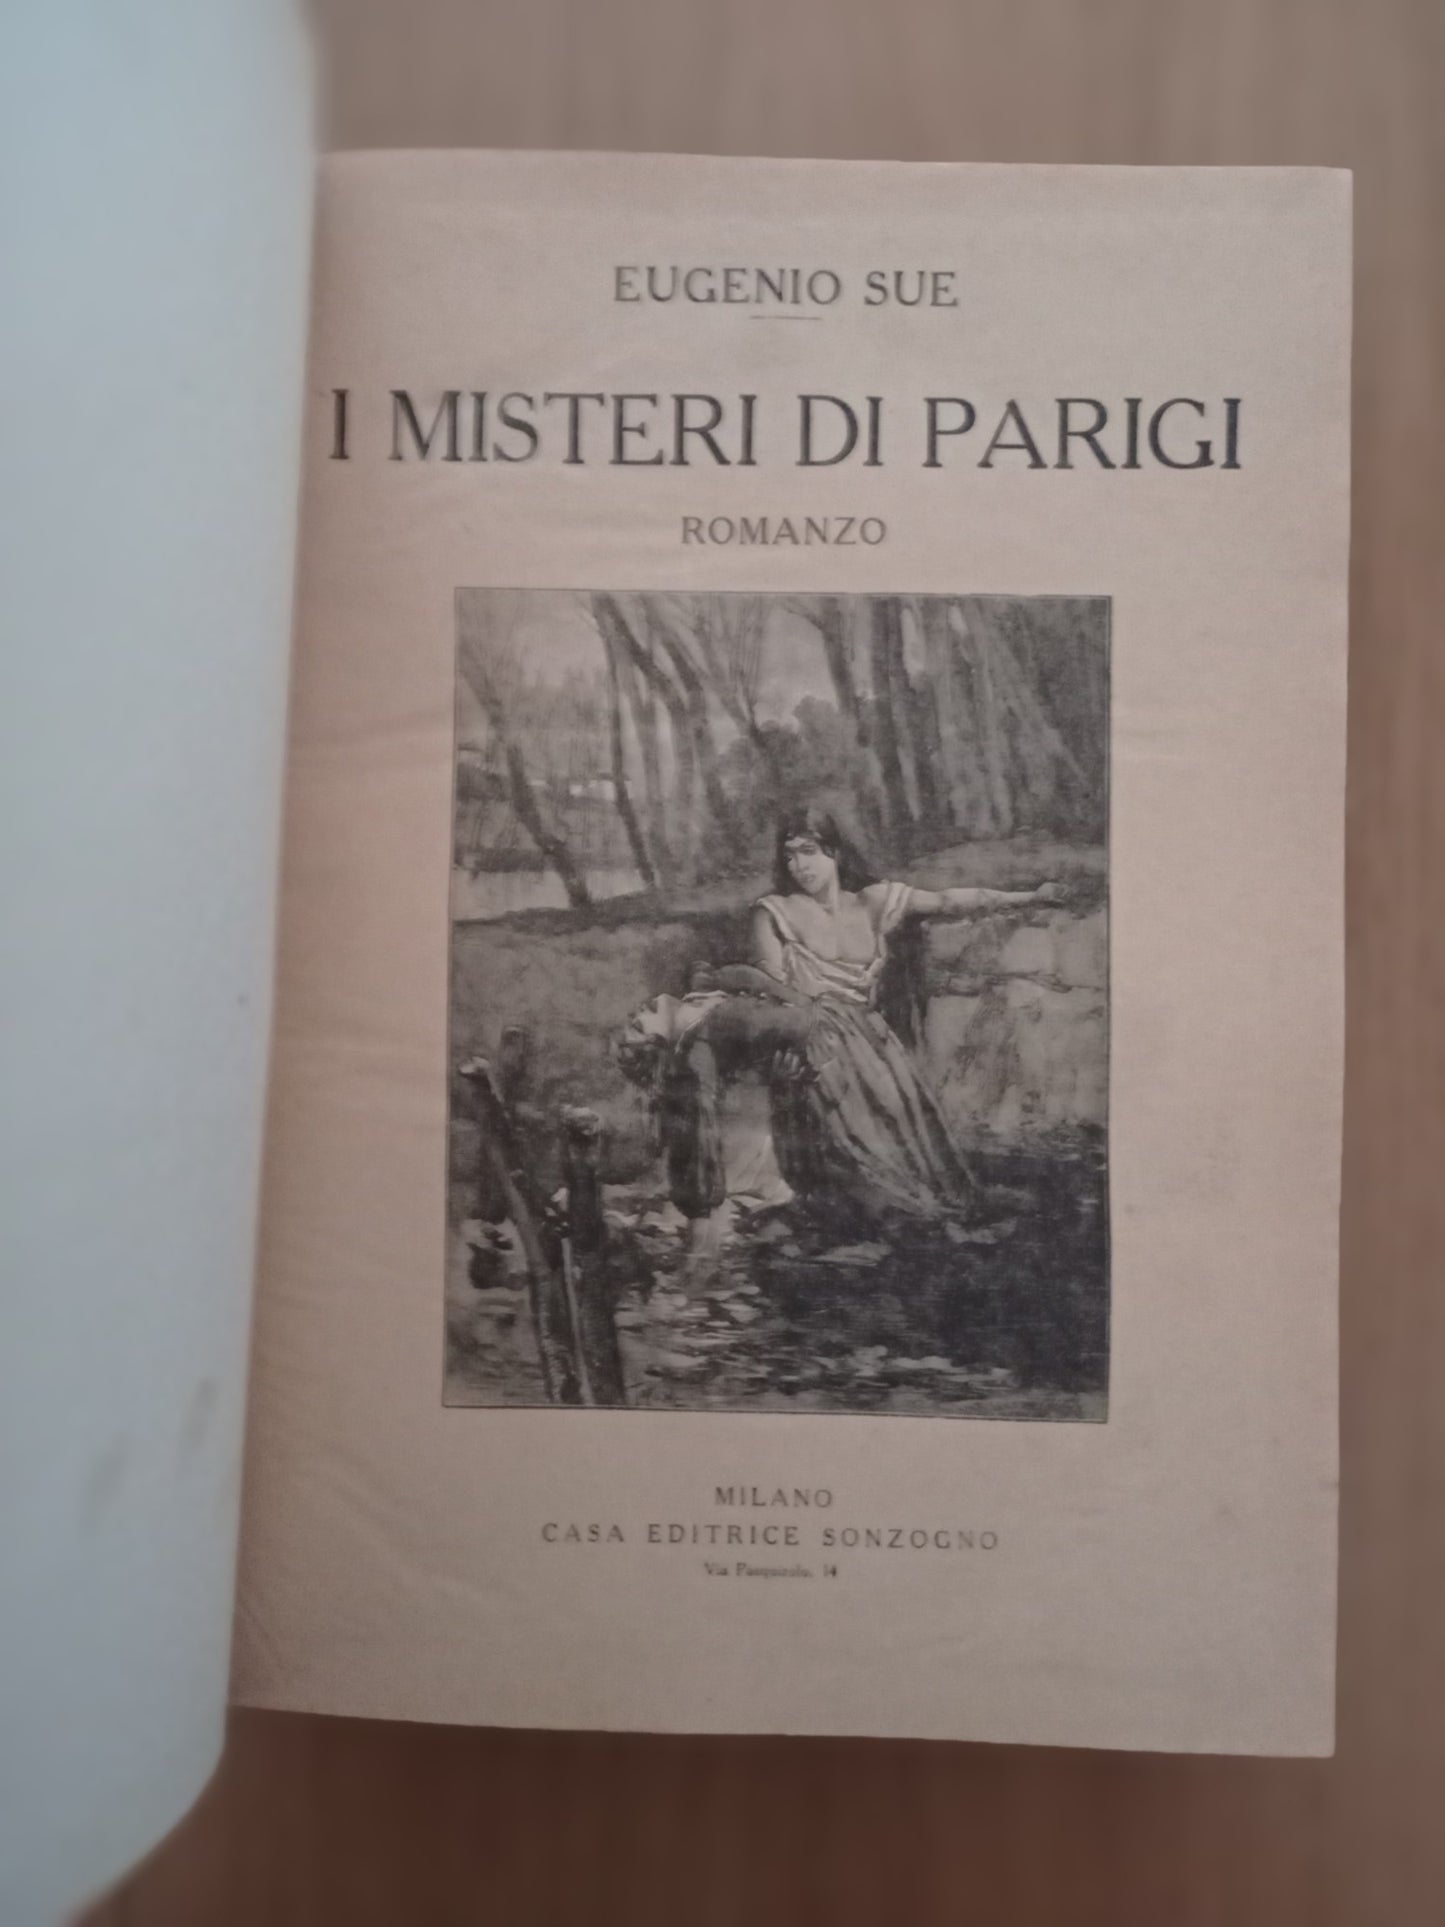 EUGENIO SUE
I MISTERI DI PARIGI
ROMANZO
MILANO
CASA EDITRICE SONZOGNO
Via Pasquirolo, 14